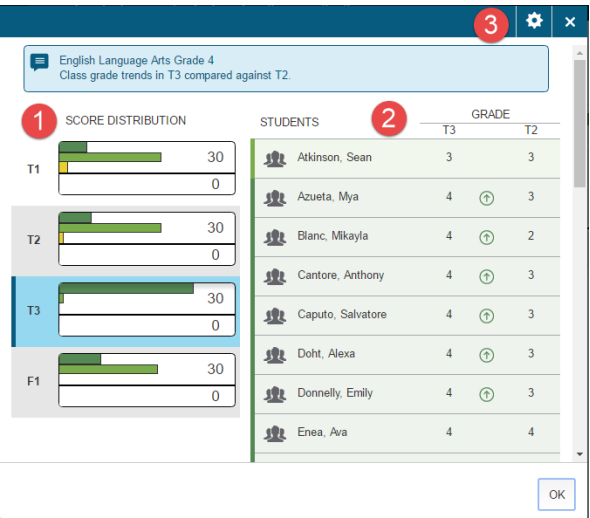 3
×
English Language Arts Grade 4
Class grade trends in T3 compared against T2.
1
SCORE DISTRIBUTION
T1
30
0
T2
30
0
T3
30
0
F1
30
0
2
STUDENTS
GRADE
T3 T2
Atkinson, Sean 3 3
Azueta, Mya 4 3
Blanc, Mikayla 4 2
Cantore, Anthony 4 3
Caputo, Salvatore 4 3
Doht, Alexa 4 3
Donnelly, Emily 4 3
Enea, Ava 4 4
OK